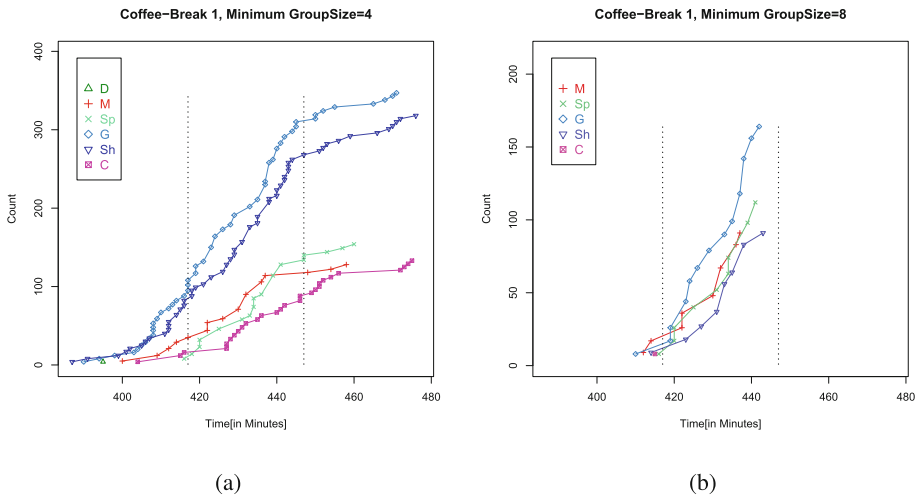 Coffee−Break 1, Minimum GroupSize=4
400
300
200
100
0
Count
D
M
Sp
G
Sh
C
400
420
440
460
480
Time[in Minutes]
(a)
Coffee−Break 1, Minimum GroupSize=8
200
150
100
50
0
Count
M
Sp
G
Sh
C
400
420
440
460
480
Time[in Minutes]
(b)